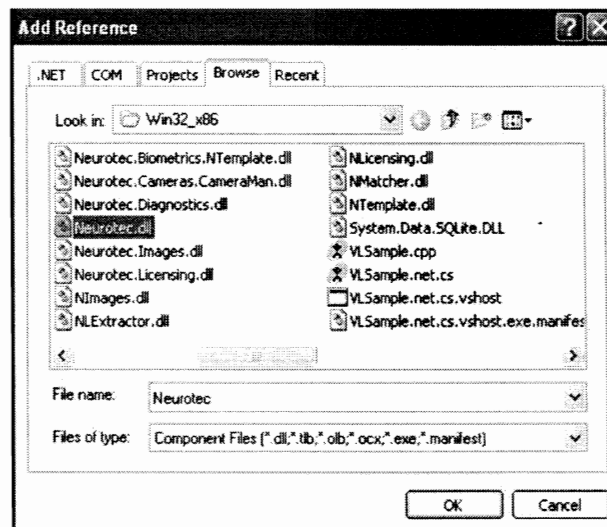 Add Reference
.NET COM Projects Browse Recent
Look in: Win32_x86
Neurotec.Biometrics.NTemplate.dll
Neurotec.Cameras.CameraMan.dll
Neurotec.Diagnostics.dll
Neurotec.dll
Neurotec.Images.dll
Neurotec.Licensing.dll
NImages.dll
NLExtractor.dll
NLicensing.dll
NMatcher.dll
NTemplate.dll
System.Data.SQLite.DLL
VLSample.cpp
VLSample.net.cs
VLSample.net.cs.vshost
VLSample.net.cs.vshost.exe.manifes
File name: Neurotec
Files of type: Component Files (*.dll;*.tlb;*.olb;*.ocx;*.exe;*.manifest)
OK Cancel